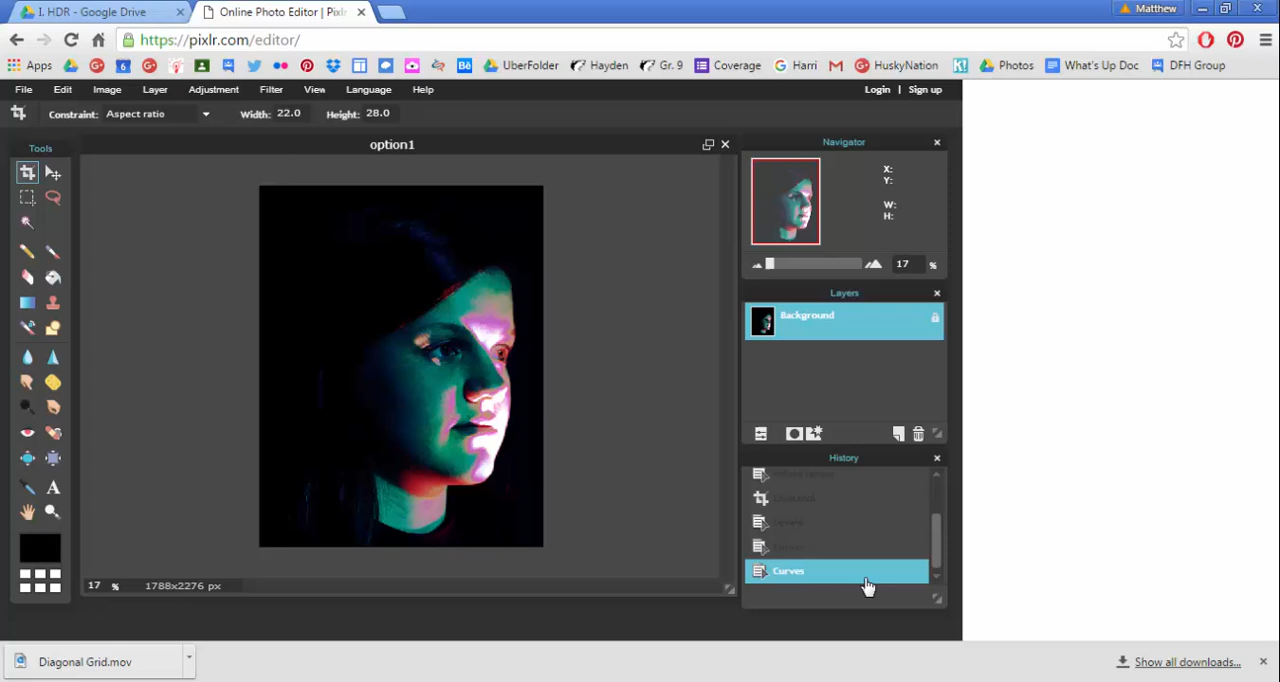 I. HDR - Google Drive
Online Photo Editor | Pixlr
Matthew
https://pixlr.com/editor/
Apps
6
UberFolder
Hayden
Gr. 9
Coverage
Harri
HuskyNation
Photos
What's Up Doc
DFH Group
File Edit Image Layer Adjustment Filter View Language Help Login | Sign up
Constraint: Aspect ratio Width: 22.0 Height: 28.0
Tools
option1
Navigator
X:
Y:
W:
H:
17 %
Layers
Background
History
Curves
A
17 % 1788x2276 px
Diagonal Grid.mov
Show all downloads...